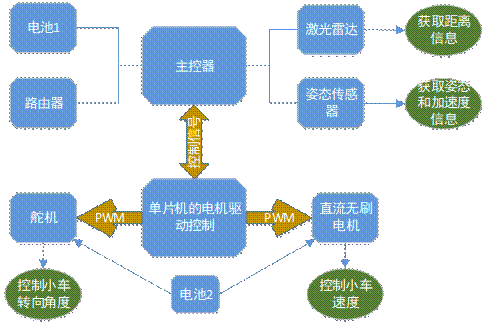 电池1
路由器
主控器
激光雷达
姿态传感
器
获取距离
信息
获取姿态
和加速度
信息
控制信号
舵机
PWM
单片机的电机驱
动控制
PWM
直流无刷
电机
控制小车
转向角度
电池2
控制小车
速度